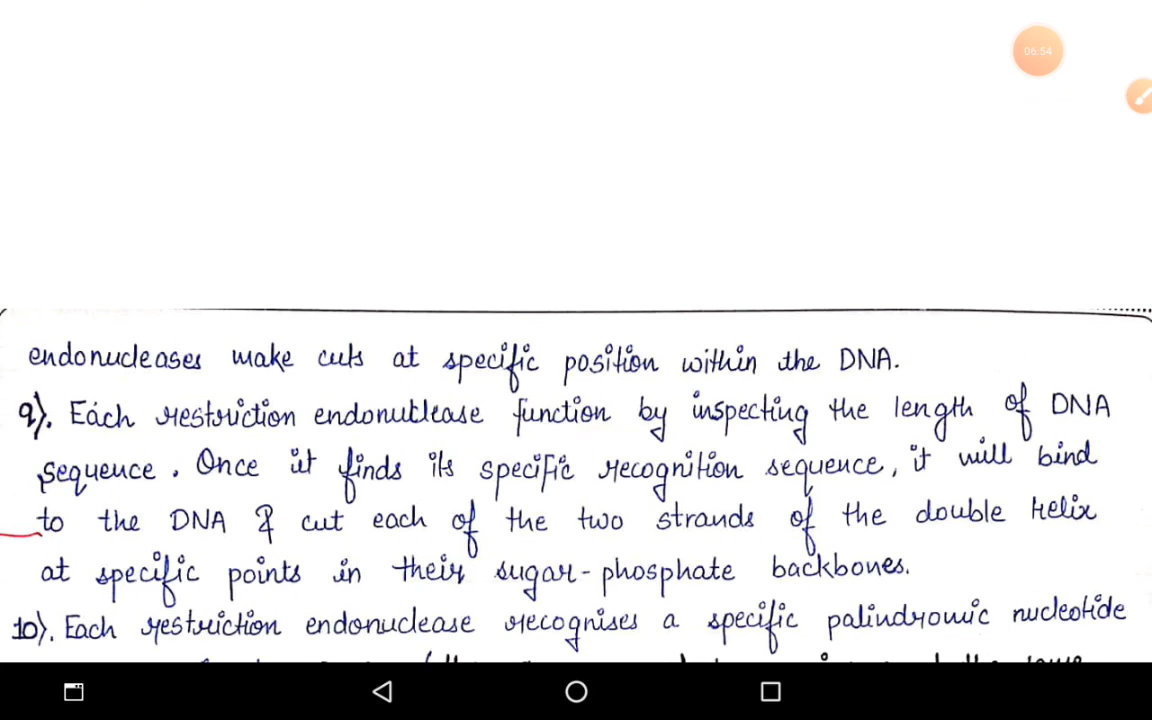 06:54
endonucleases make cuts at specific position within the DNA.
9). Each restriction endonuclease function by inspecting the length of DNA
sequence. Once it finds its specific recognition sequence, it will bind
to the DNA & cut each of the two strands of the double helix
at specific points in their sugar-phosphate backbones.
10). Each restriction endonuclease recognises a specific palindromic nucleotide